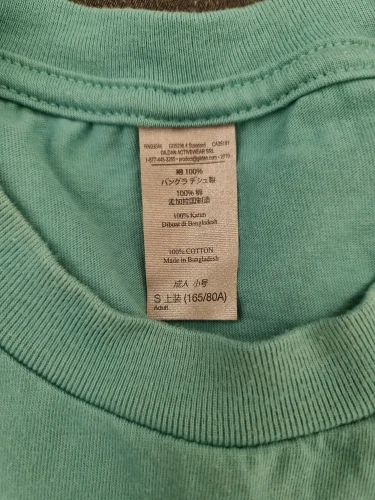 GILDAN ACTIVEWEAR SRL
綿 100%
バングラ デシュ製
100% 棉
孟加拉国制造
100% Katun
Dibuat di Bangladesh
100% COTTON
Made in Bangladesh
成人 小号
S 上装 (165/80A)
Adult